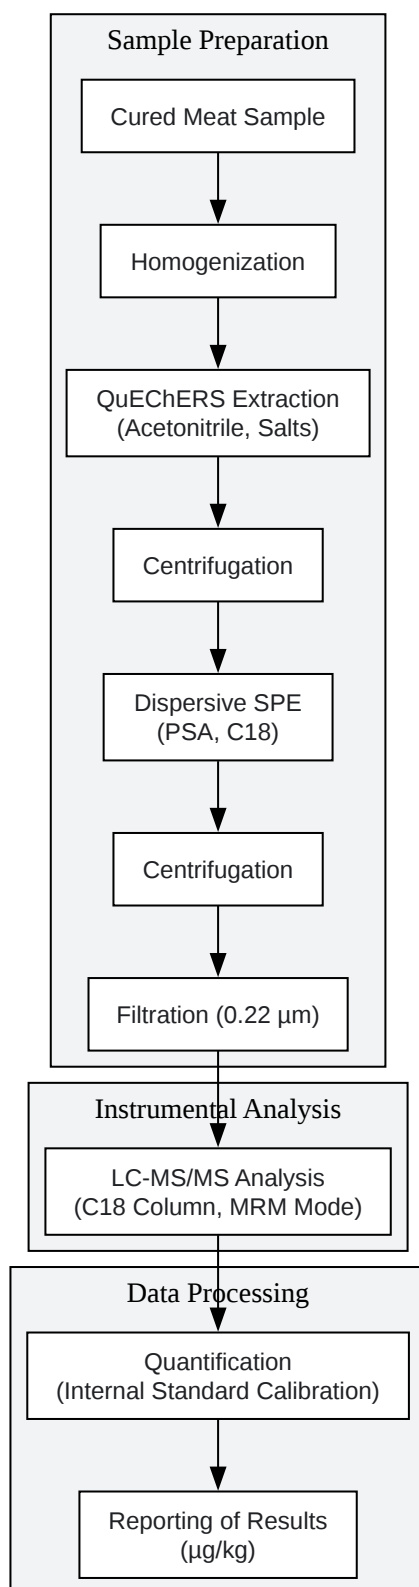 Sample Preparation
Cured Meat Sample
Homogenization
QuEChERS Extraction
(Acetonitrile, Salts)
Centrifugation
Dispersive SPE
(PSA, C18)
Centrifugation
Filtration (0.22 µm)
Instrumental Analysis
LC-MS/MS Analysis
(C18 Column, MRM Mode)
Data Processing
Quantification
(Internal Standard Calibration)
Reporting of Results
(µg/kg)